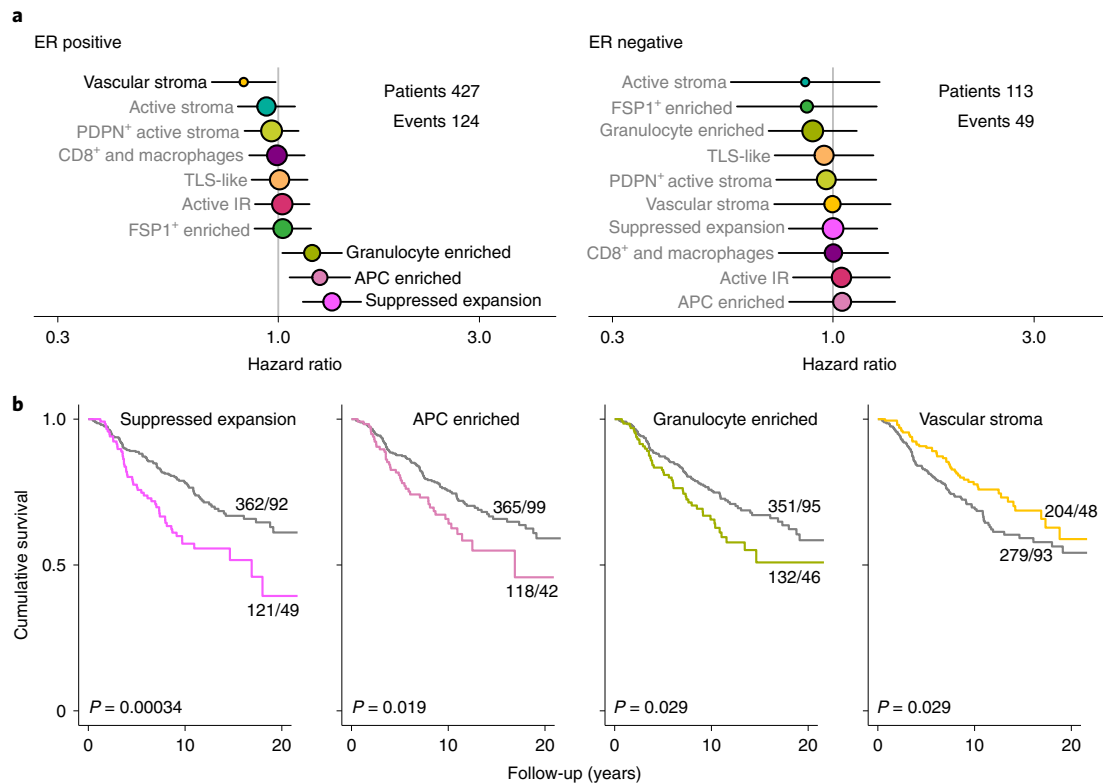 a
ER positive
Vascular stroma
Active stroma
PDPN⁺ active stroma
CD8⁺ and macrophages
TLS-like
Active IR
FSP1⁺ enriched
Granulocyte enriched
APC enriched
Suppressed expansion
Patients 427
Events 124
0.3 1.0 3.0
Hazard ratio
ER negative
Active stroma
FSP1⁺ enriched
Granulocyte enriched
TLS-like
PDPN⁺ active stroma
Vascular stroma
Suppressed expansion
CD8⁺ and macrophages
Active IR
APC enriched
Patients 113
Events 49
0.3 1.0 3.0
Hazard ratio
b
Cumulative survival
1.0
0.5
0
Suppressed expansion
362/92
121/49
P = 0.00034
0 10 20
APC enriched
365/99
118/42
P = 0.019
0 10 20
Granulocyte enriched
351/95
132/46
P = 0.029
0 10 20
Vascular stroma
204/48
279/93
P = 0.029
0 10 20
Follow-up (years)